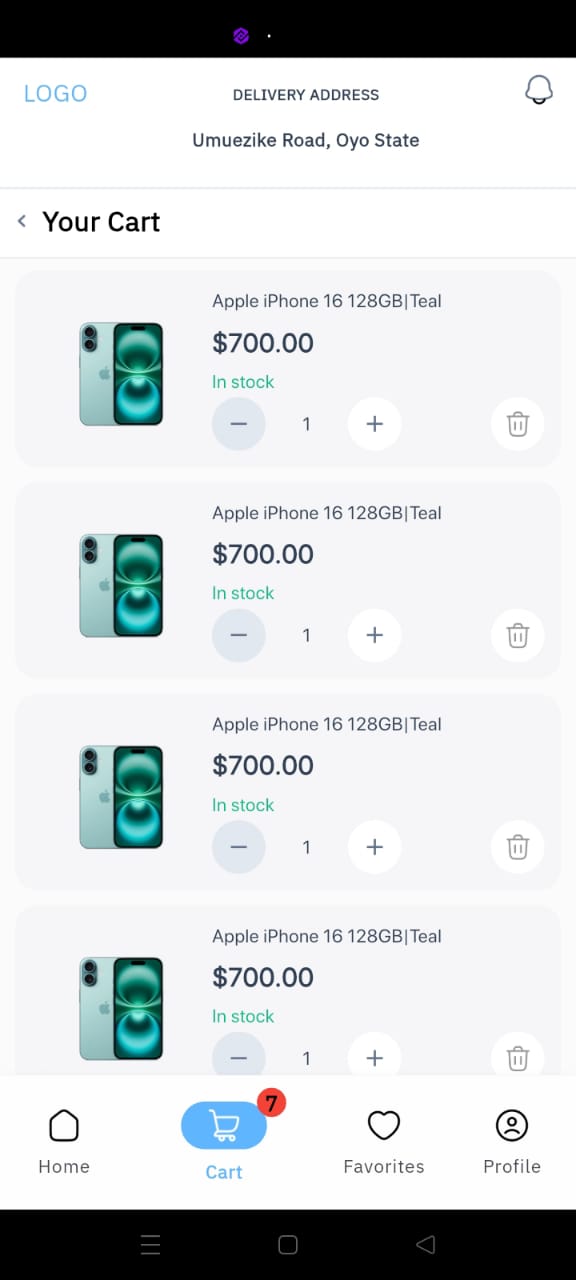 LOGO
DELIVERY ADDRESS
Umuezike Road, Oyo State
Your Cart
Apple iPhone 16 128GB|Teal
$700.00
In stock
1
Apple iPhone 16 128GB|Teal
$700.00
In stock
1
Apple iPhone 16 128GB|Teal
$700.00
In stock
1
Apple iPhone 16 128GB|Teal
$700.00
In stock
1
7
Home
Cart
Favorites
Profile